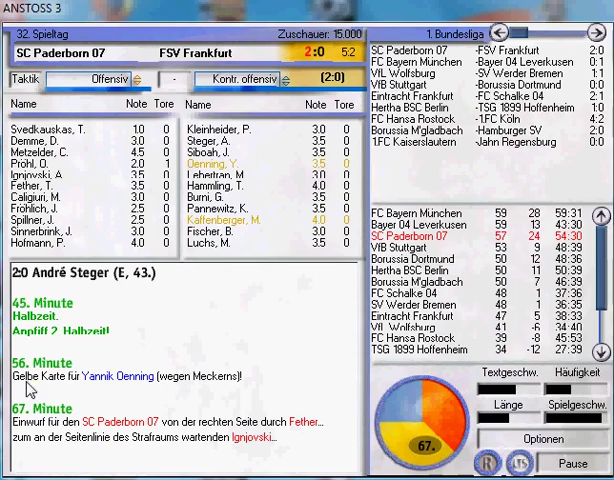 ANSTOSS 3
32. Spieltag
Zuschauer: 15.000
SC Paderborn 07 FSV Frankfurt 2:0 5:2
Taktik Offensiv - Kontr. offensiv (2:0)
Name Note Tore Name Note Tore
Svedkauskas, T. 1.0 0 Kleinheider, P. 3.0 0
Demme, D. 3.0 0 Steger, A. 3.5 0
Metzelder, C. 4.5 0 Siboah, J. 3.5 0
Pröhl, O. 2.0 1 Oenning, Y. 3.5 0
Ignjovski, A. 3.5 0 Lehertman, M. 3.0 0
Fether, T. 3.5 0 Hammling, T. 4.0 0
Caligiuri, M. 3.0 0 Burni, G. 3.5 0
Fröhlich, J. 2.5 0 Pannewitz, K. 3.5 0
Spillner, J. 2.5 0 Kaffenberger, M. 4.0 0
Sinnerbrink, J. 3.0 0 Fischer, B. 3.0 0
Hofmann, P. 4.0 0 Luchs, M. 3.5 0
2:0 André Steger (E, 43.)
45. Minute
Halbzeit.
Anpfiff 2. Halbzeit!
56. Minute
Gelbe Karte für Yannik Oenning (wegen Meckerns)!
67. Minute
Einwurf für den SC Paderborn 07 von der rechten Seite durch Fether...
zum an der Seitenlinie des Strafraums wartenden Ignjovski...
1. Bundesliga
SC Paderborn 07 -FSV Frankfurt 2:0
FC Bayern München -Bayer 04 Leverkusen 0:1
VfL Wolfsburg -SV Werder Bremen 1:1
VfB Stuttgart -Borussia Dortmund 0:0
Eintracht Frankfurt -FC Schalke 04 2:1
Hertha BSC Berlin -TSG 1899 Hoffenheim 1:0
FC Hansa Rostock -1.FC Köln 4:2
Borussia M'gladbach -Hamburger SV 2:0
1.FC Kaiserslautern -Jahn Regensburg 0:0
FC Bayern München 59 28 59:31
Bayer 04 Leverkusen 59 13 43:30
SC Paderborn 07 57 24 54:30
VfB Stuttgart 53 9 48:39
Borussia Dortmund 50 12 48:36
Hertha BSC Berlin 50 11 50:39
Borussia M'gladbach 50 7 46:39
FC Schalke 04 48 1 37:36
SV Werder Bremen 48 1 36:35
Eintracht Frankfurt 47 5 38:33
VfL Wolfsburg 41 -6 34:40
FC Hansa Rostock 39 -8 45:53
TSG 1899 Hoffenheim 34 -12 27:39
Textgeschw. Häufigkeit
Länge Spielgeschw.
67.
Optionen
R LTS Pause